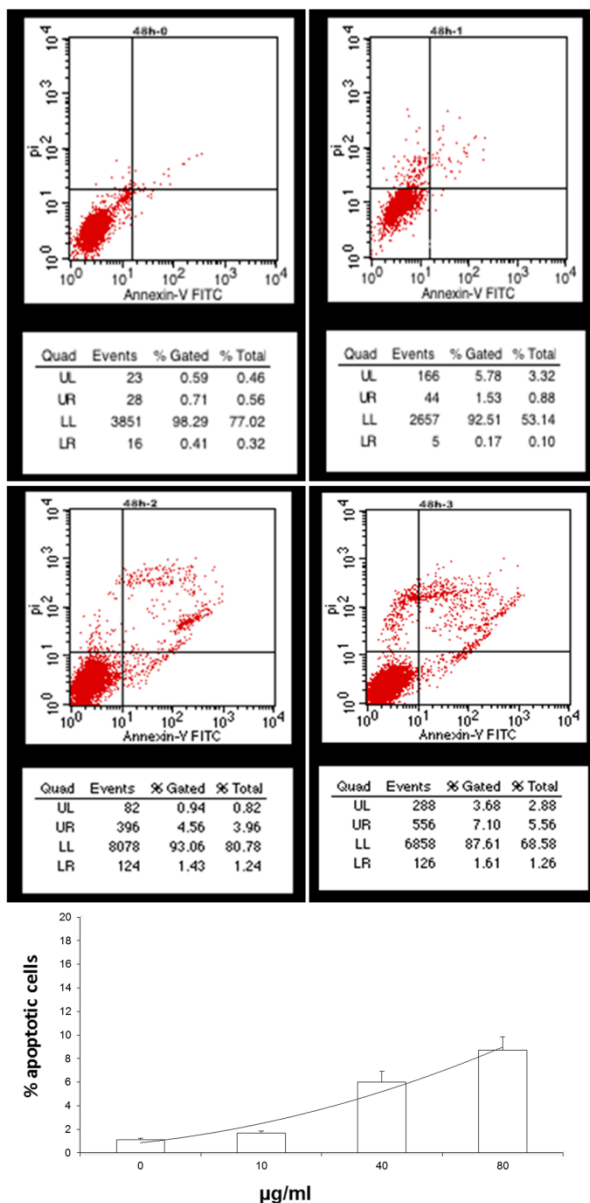 48h-0
10⁴
10³
10²
10¹
10⁰
pi
10⁰ 10¹ 10² 10³ 10⁴
Annexin-V FITC
Quad Events % Gated % Total
UL 23 0.59 0.46
UR 28 0.71 0.56
LL 3851 98.29 77.02
LR 16 0.41 0.32
48h-1
10⁴
10³
10²
10¹
10⁰
pi
10⁰ 10¹ 10² 10³ 10⁴
Annexin-V FITC
Quad Events % Gated % Total
UL 166 5.78 3.32
UR 44 1.53 0.88
LL 2657 92.51 53.14
LR 5 0.17 0.10
48h-2
10⁴
10³
10²
10¹
10⁰
pi
10⁰ 10¹ 10² 10³ 10⁴
Annexin-Y FITC
Quad Events % Gated % Total
UL 82 0.94 0.82
UR 396 4.56 3.96
LL 8078 93.06 80.78
LR 124 1.43 1.24
48h-3
10⁴
10³
10²
10¹
10⁰
pi
10⁰ 10¹ 10² 10³ 10⁴
Annexin-Y FITC
Quad Events % Gated % Total
UL 288 3.68 2.88
UR 556 7.10 5.56
LL 6858 87.61 68.58
LR 126 1.61 1.26
% apoptotic cells
20
18
16
14
12
10
8
6
4
2
0
0 10 40 80
µg/ml